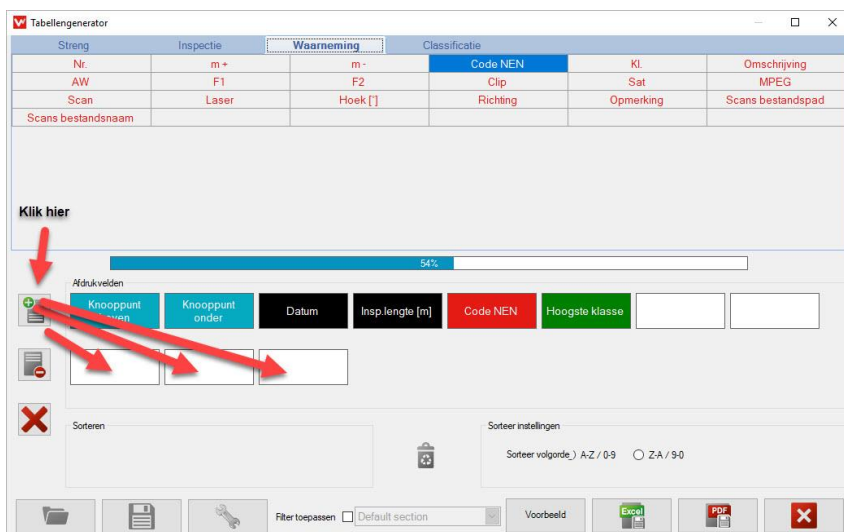 Tabellengenerator
Streng Inspectie Waarneming Classificatie
Nr. m + m - Code NEN Kl. Omschrijving
AW F1 F2 Clip Sat MPEG
Scan Laser Hoek [°] Richting Opmerking Scans bestandspad
Scans bestandsnaam
Klik hier
54%
Afdrukvelden
Knooppunt Knooppunt onder Datum Insp.lengte [m] Code NEN Hoogste klasse
Sorteren
Sorteer instellingen
Sorteer volgorde_) A-Z / 0-9 Z-A / 9-0
Filter toepassen Default section Voorbeeld Excel PDF